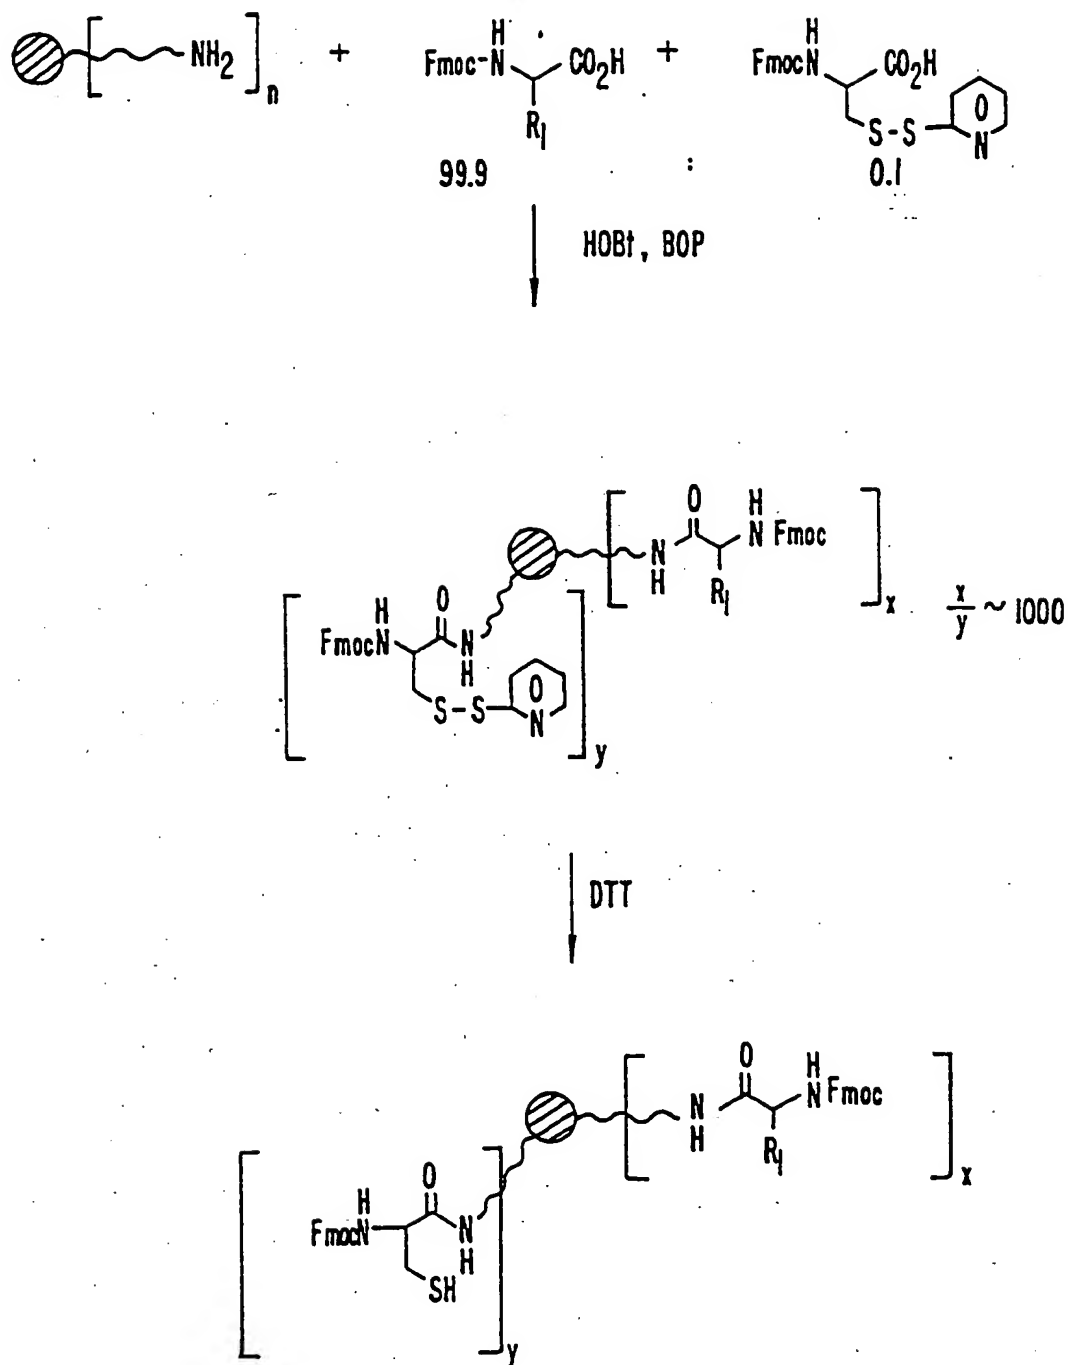 [ NH2 ]n + Fmoc-N H CO2H R1 + FmocN H CO2H S-S O N
99.9 : 0.1
HOBt, BOP
[ N H O R1 H N Fmoc ]x x/y ~ 1000
[ FmocN H O N H S-S O N ]y
DTT
[ N H O R1 H N Fmoc ]x
[ FmocN H O N H SH ]y